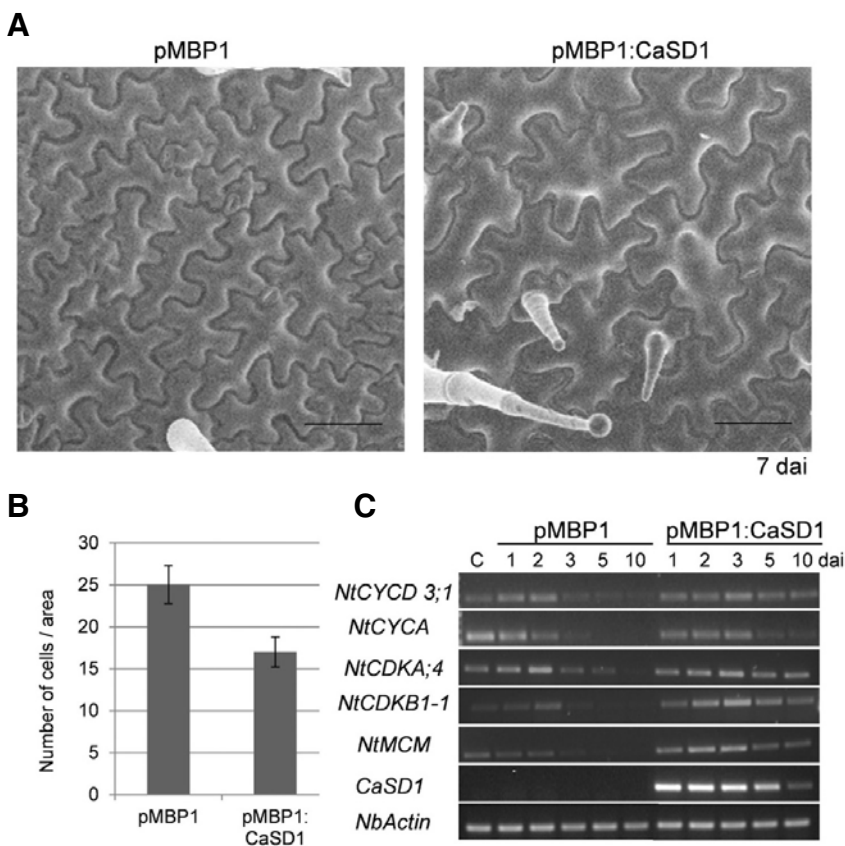 A
pMBP1
pMBP1:CaSD1
7 dai
B
Number of cells / area
30
25
20
15
10
5
0
pMBP1
pMBP1:
CaSD1
C
pMBP1
pMBP1:CaSD1
C 1 2 3 5 10 1 2 3 5 10 dai
NtCYCD 3;1
NtCYCA
NtCDKA;4
NtCDKB1-1
NtMCM
CaSD1
NbActin